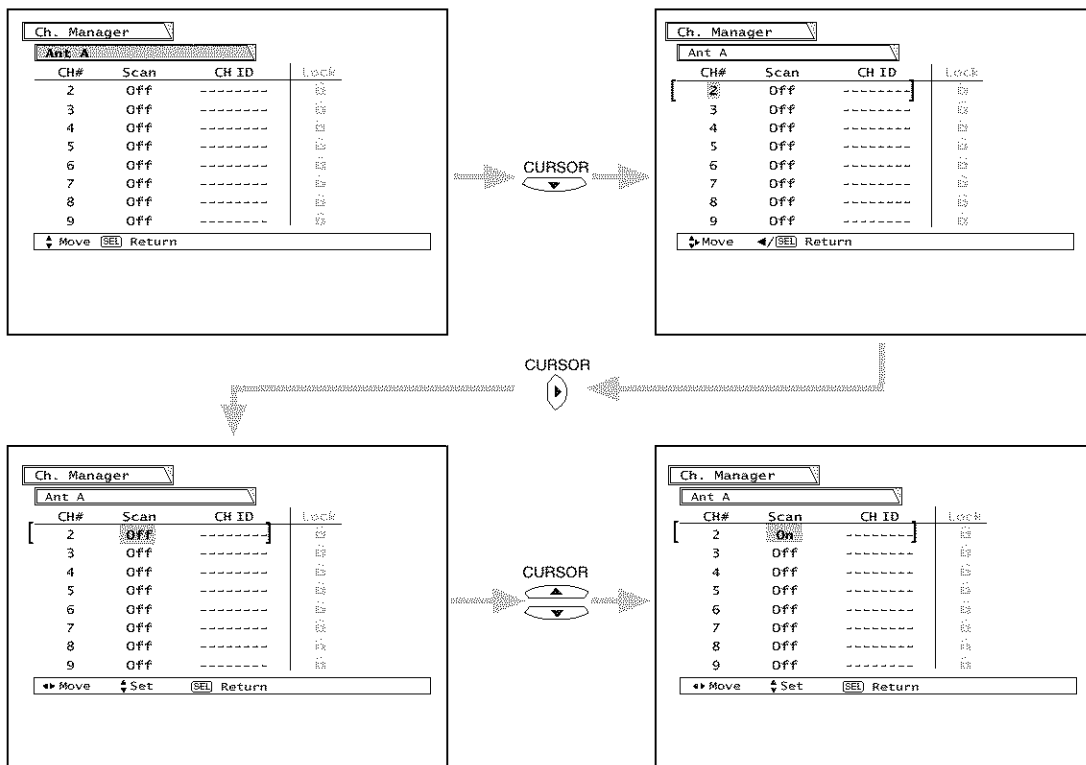 Ch. Manager
Ant A
CH# Scan CH ID Lock
2 Off --------
3 Off --------
4 Off --------
5 Off --------
6 Off --------
7 Off --------
8 Off --------
9 Off --------
Move SEL Return
CURSOR
Ch. Manager
Ant A
CH# Scan CH ID Lock
[ 2 Off -------- ]
3 Off --------
4 Off --------
5 Off --------
6 Off --------
7 Off --------
8 Off --------
9 Off --------
Move ◀/SEL Return
CURSOR
Ch. Manager
Ant A
CH# Scan CH ID Lock
[ 2 Off -------- ]
3 Off --------
4 Off --------
5 Off --------
6 Off --------
7 Off --------
8 Off --------
9 Off --------
Move Set SEL Return
CURSOR
Ch. Manager
Ant A
CH# Scan CH ID Lock
[ 2 On -------- ]
3 Off --------
4 Off --------
5 Off --------
6 Off --------
7 Off --------
8 Off --------
9 Off --------
Move Set SEL Return